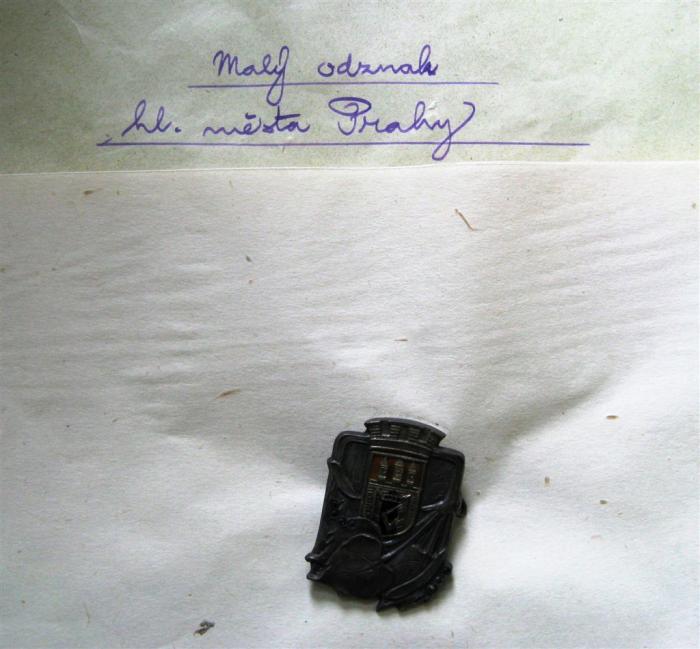 Malý odznak
hl. města Prahy